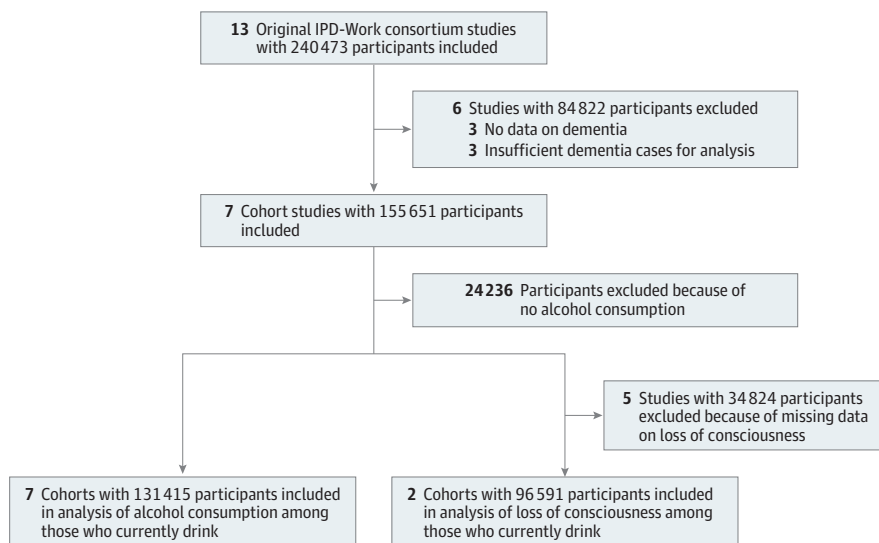 13 Original IPD-Work consortium studies
with 240 473 participants included
6 Studies with 84 822 participants excluded
3 No data on dementia
3 Insufficient dementia cases for analysis
7 Cohort studies with 155 651 participants
included
24 236 Participants excluded because of
no alcohol consumption
5 Studies with 34 824 participants
excluded because of missing data
on loss of consciousness
7 Cohorts with 131 415 participants included
in analysis of alcohol consumption among
those who currently drink
2 Cohorts with 96 591 participants included
in analysis of loss of consciousness among
those who currently drink